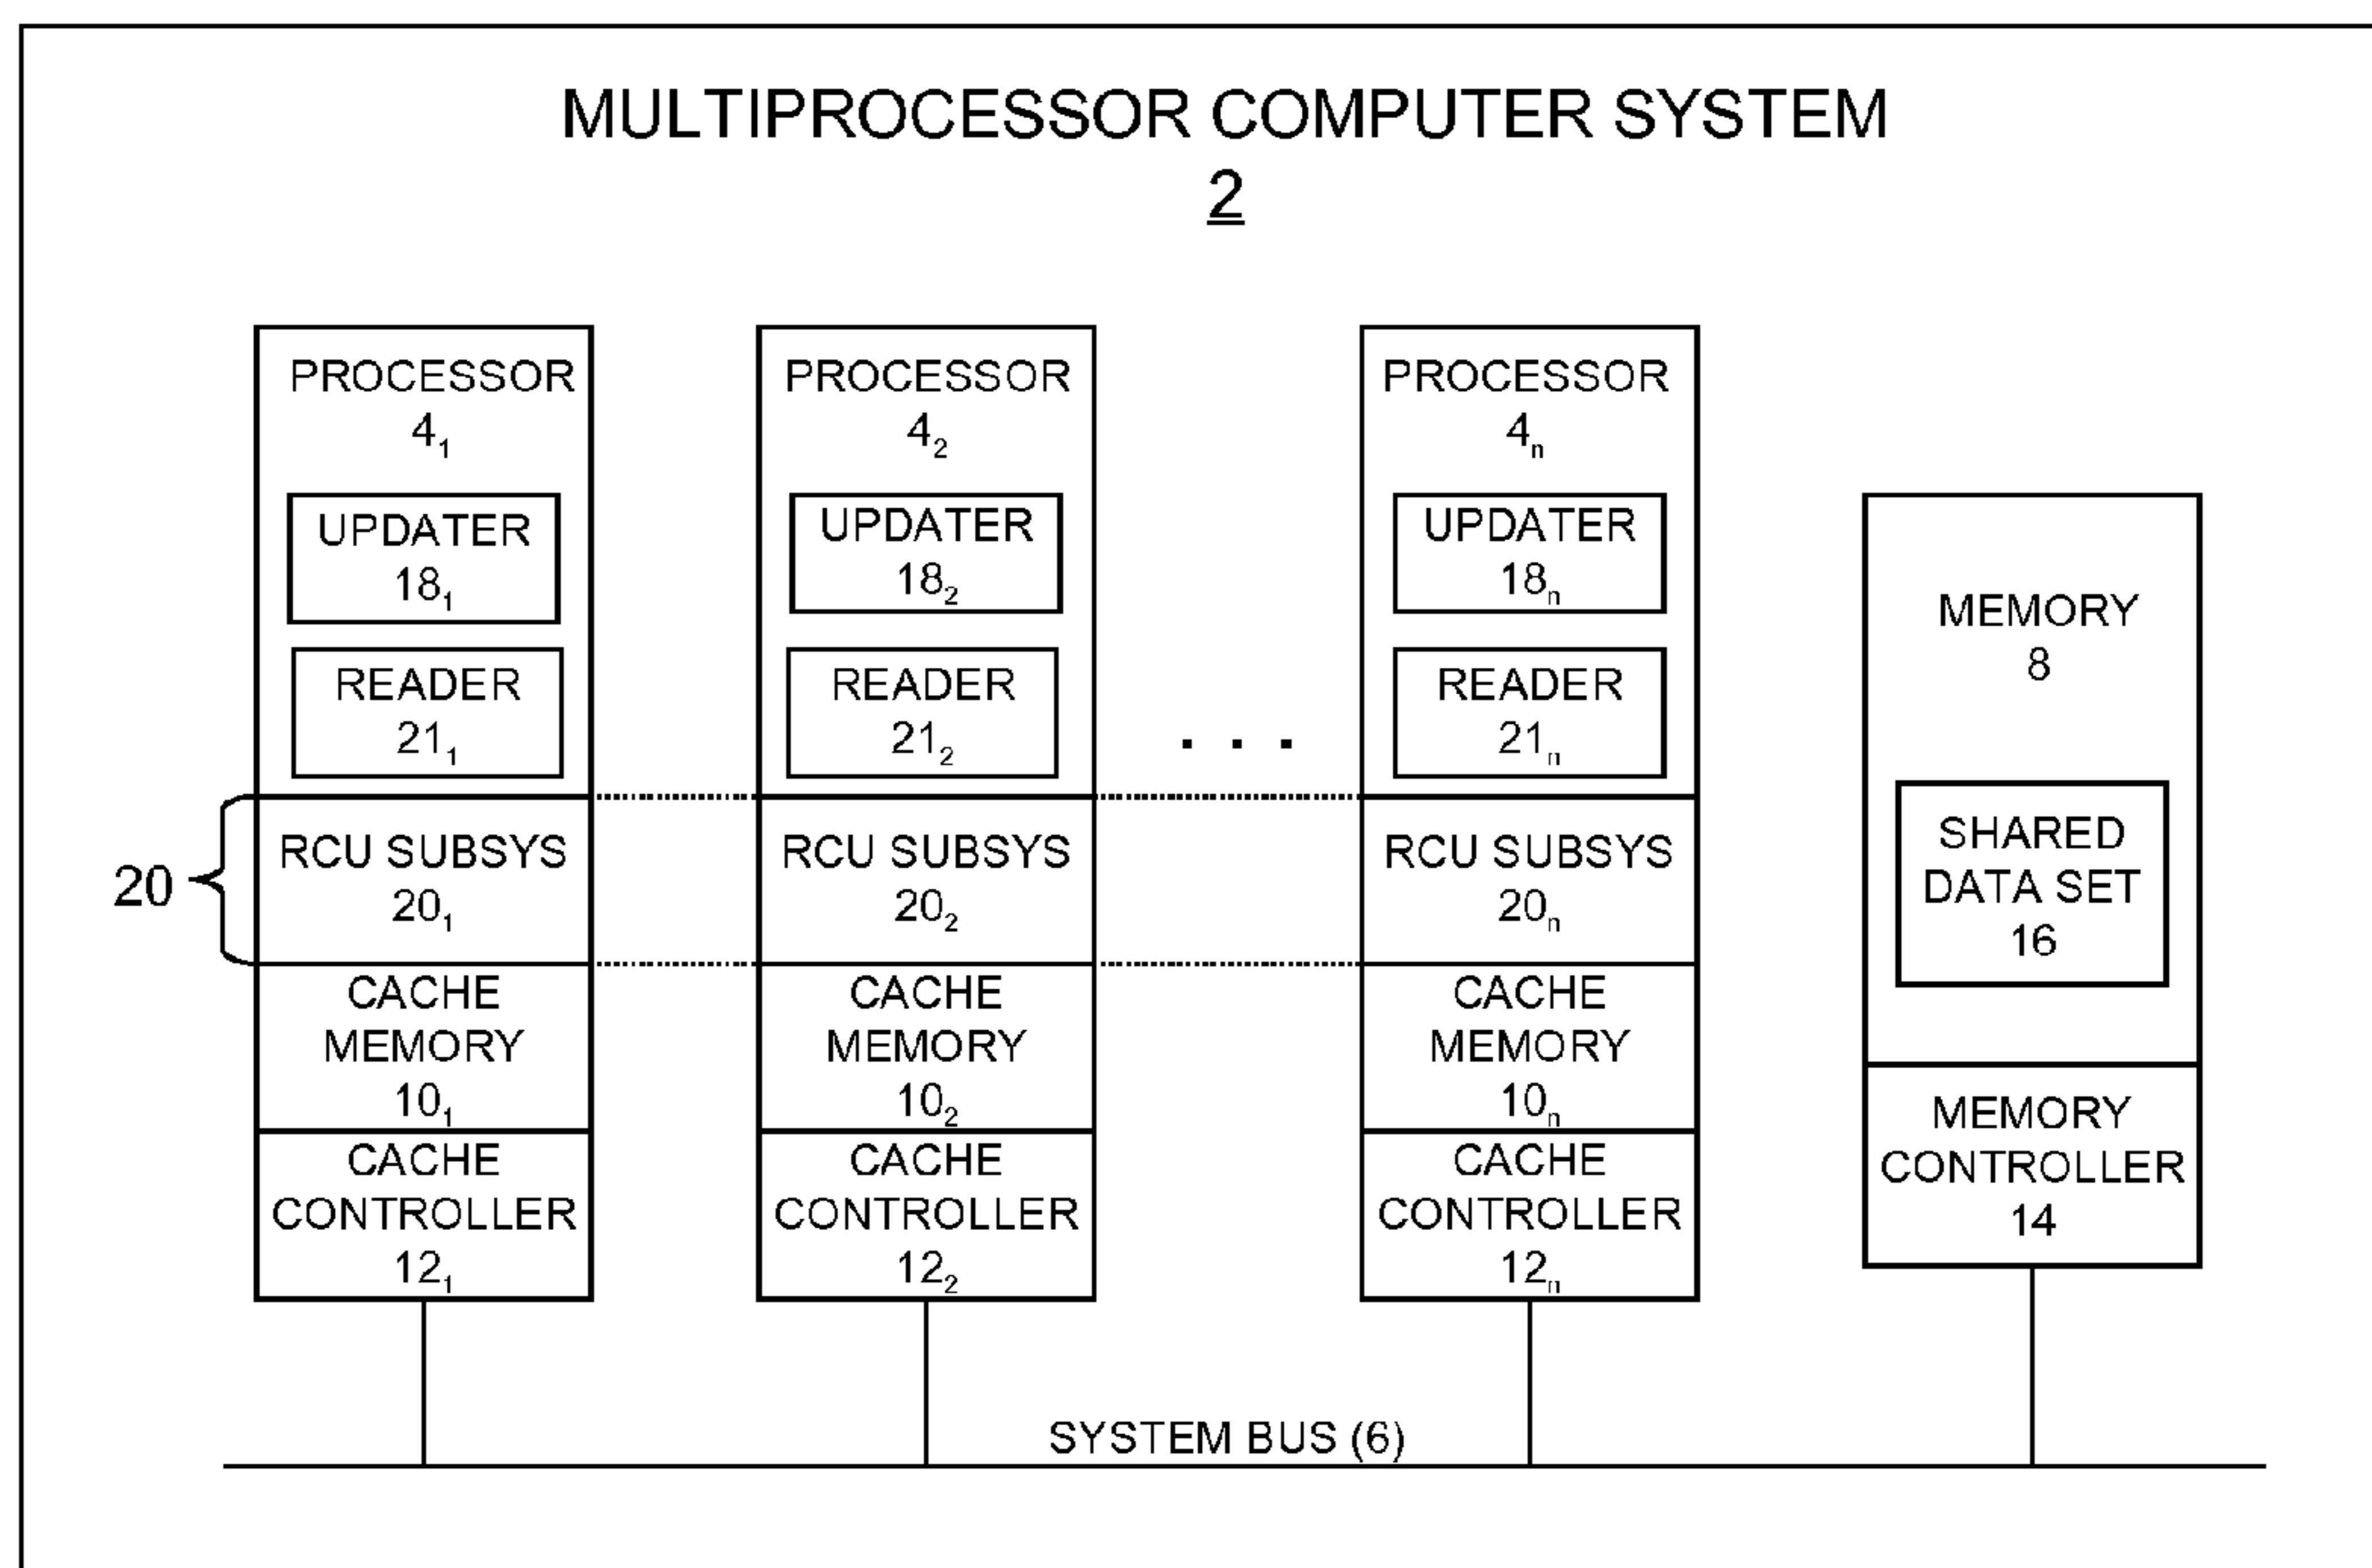 MULTIPROCESSOR COMPUTER SYSTEM
2
PROCESSOR
4₁
UPDATER
18₁
READER
21₁
RCU SUBSYS
20₁
CACHE
MEMORY
10₁
CACHE
CONTROLLER
12₁
PROCESSOR
4₂
UPDATER
18₂
READER
21₂
RCU SUBSYS
20₂
CACHE
MEMORY
10₂
CACHE
CONTROLLER
12₂
. . .
PROCESSOR
4ₙ
UPDATER
18ₙ
READER
21ₙ
RCU SUBSYS
20ₙ
CACHE
MEMORY
10ₙ
CACHE
CONTROLLER
12ₙ
MEMORY
8
SHARED
DATA SET
16
MEMORY
CONTROLLER
14
20
SYSTEM BUS (6)